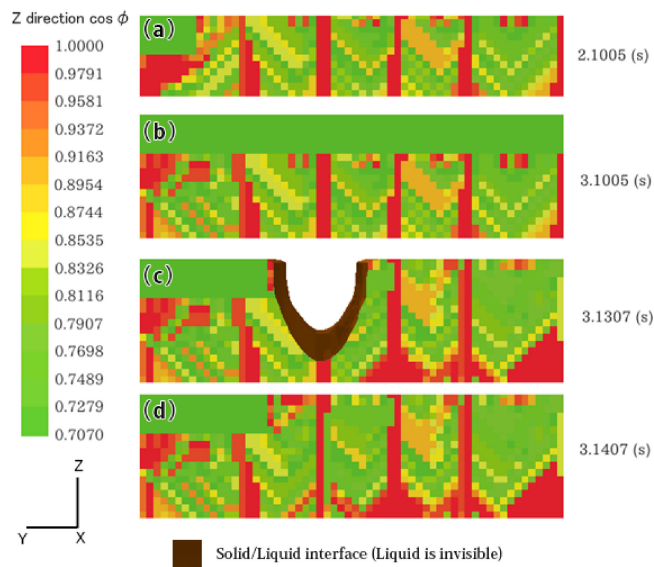 Z direction cos ϕ
1.0000
0.9791
0.9581
0.9372
0.9163
0.8954
0.8744
0.8535
0.8326
0.8116
0.7907
0.7698
0.7489
0.7279
0.7070
(a)
2.1005 (s)
(b)
3.1005 (s)
(c)
3.1307 (s)
(d)
3.1407 (s)
Z
Y
X
Solid/Liquid interface (Liquid is invisible)